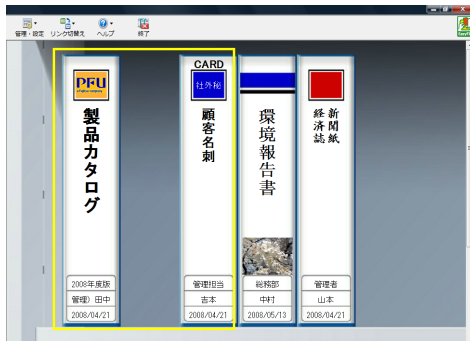 管理・設定 リンク切替え ヘルプ 終了
PFU
製品カタログ
2008年度版
管理）田中
2008/04/21
CARD
社外秘
顧客名刺
管理担当
吉本
2008/04/21
環境報告書
総務部
中村
2008/05/13
新聞紙
経済誌
管理者
山本
2008/04/21